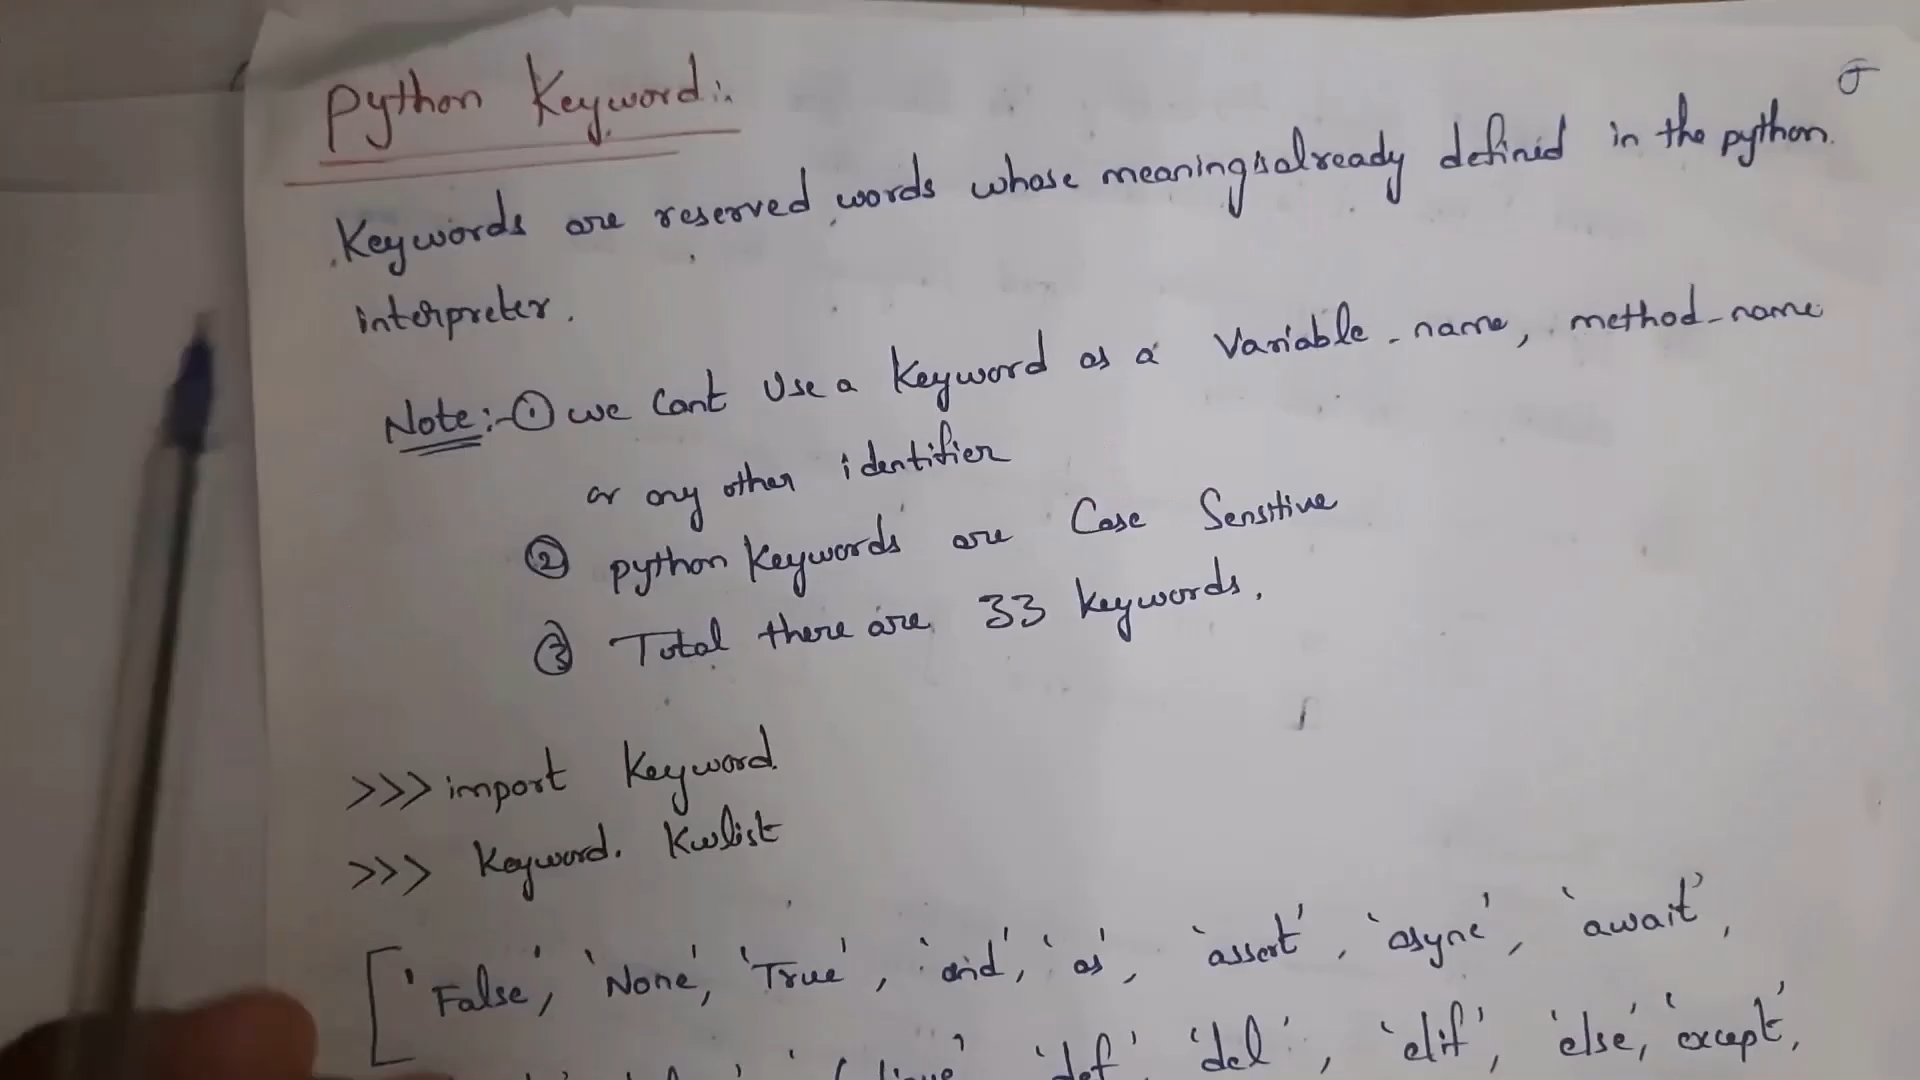 Python Keyword:-
Keywords are reserved words whose meanings already defined in the python
interpreter.
Note:- ① we Cant Use a Keyword as a Variable-name, method-name
or any other identifier
② python Keywords are Case Sensitive
③ Total there are 33 keywords.
>>> import Keyword
>>> Keyword. Kwlist
['False', 'None', 'True', 'and', 'as', 'assert', 'async', 'await',
'def' 'del', 'elif', 'else', 'except',